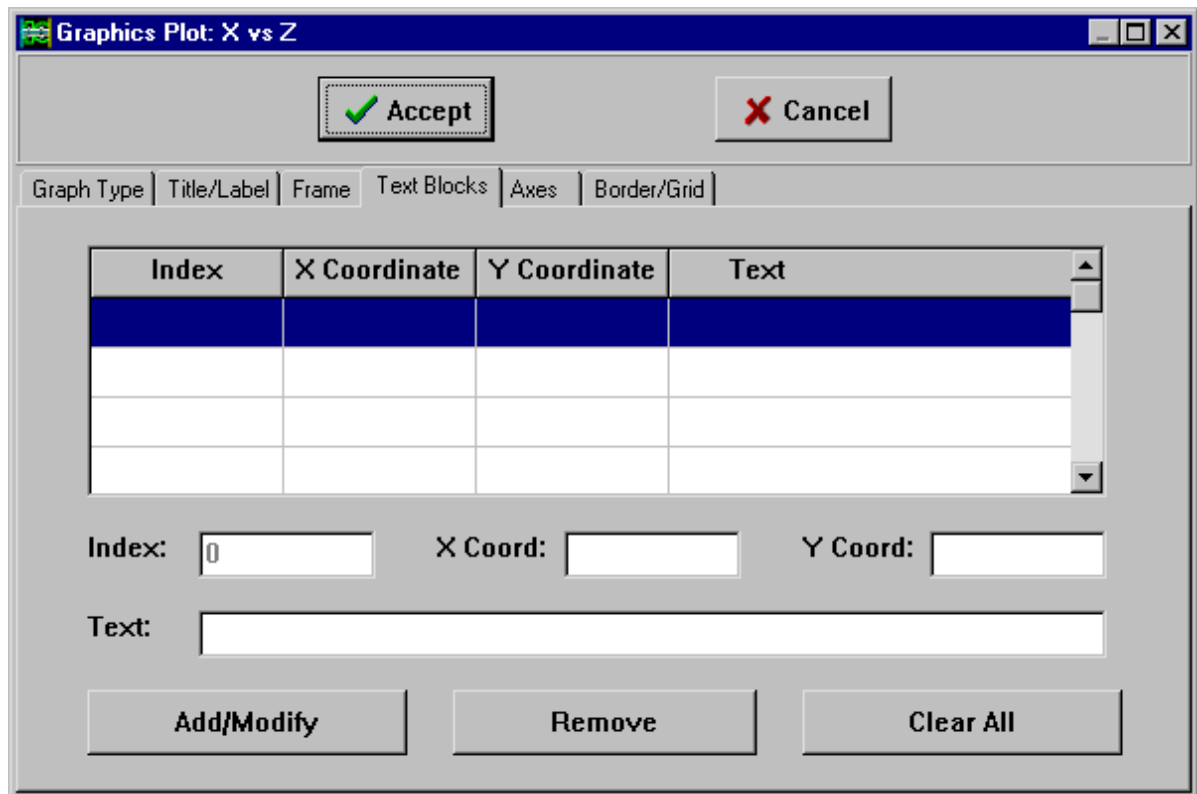 Graphics Plot: X vs Z
Accept Cancel
Graph Type Title/Label Frame Text Blocks Axes Border/Grid
Index X Coordinate Y Coordinate Text
Index: 0 X Coord: Y Coord:
Text:
Add/Modify Remove Clear All